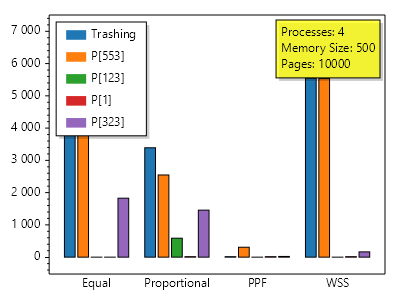 7 000
6 000
5 000
4 000
3 000
2 000
1 000
0
Trashing
P[553]
P[123]
P[1]
P[323]
Processes: 4
Memory Size: 500
Pages: 10000
Equal Proportional PPF WSS